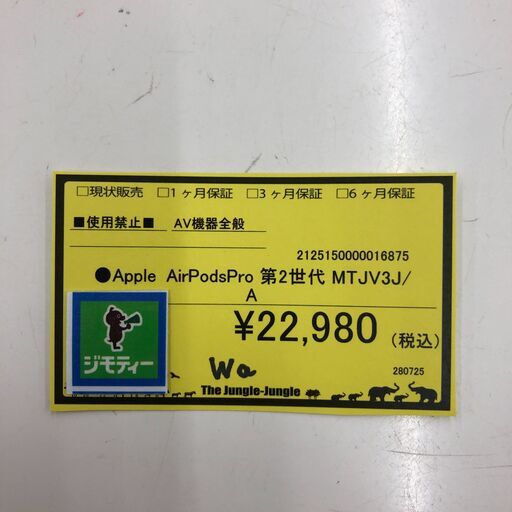 □現状販売 □1ヶ月保証 □3ヶ月保証 □6ヶ月保証
■使用禁止■ AV機器全般
2125150000016875
●Apple AirPodsPro 第2世代 MTJV3J/
A
¥22,980 (税込)
ジモティー
Wa
The Jungle-Jungle
280725